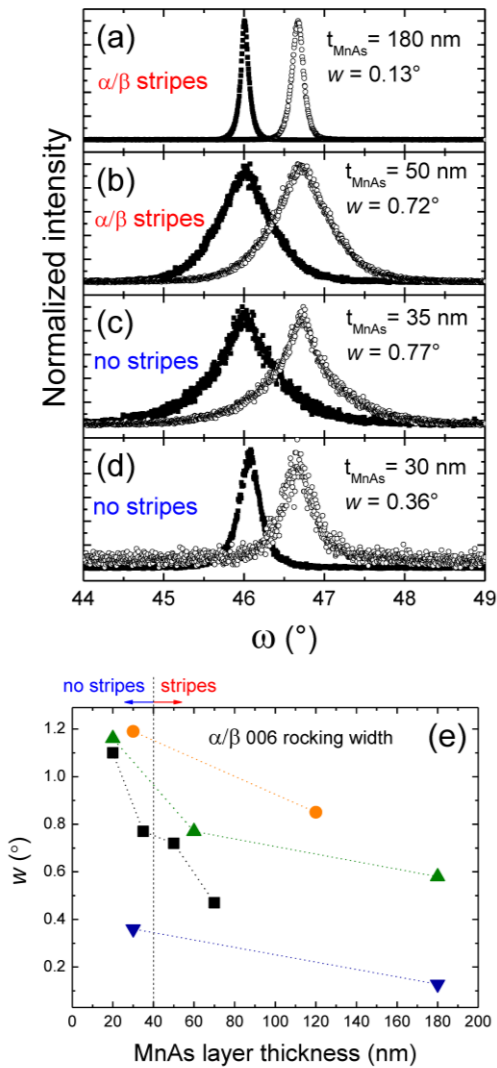 (a)
t_MnAs = 180 nm
w = 0.13°
α/β stripes
(b)
t_MnAs = 50 nm
w = 0.72°
α/β stripes
(c)
t_MnAs = 35 nm
w = 0.77°
no stripes
(d)
t_MnAs = 30 nm
w = 0.36°
no stripes
Normalized intensity
44 45 46 47 48 49
ω (°)
no stripes stripes
(e)
α/β 006 rocking width
1.2
1.0
0.8
0.6
0.4
0.2
w (°)
0 20 40 60 80 100 120 140 160 180 200
MnAs layer thickness (nm)